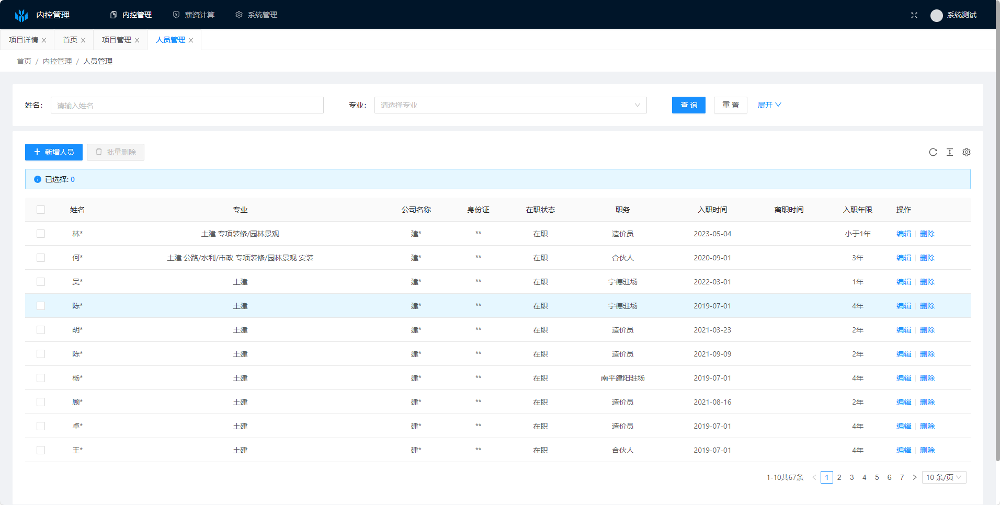 内控管理 内控管理 薪资计算 系统管理 系统测试
项目详情 首页 项目管理 人员管理
首页 / 内控管理 / 人员管理
姓名: 请输入姓名 专业: 请选择专业 查 询 重 置 展开
新增人员 批量删除
已选择: 0
姓名 专业 公司名称 身份证 在职状态 职务 入职时间 离职时间 入职年限 操作
林* 土建 专项装修/园林景观 建* ** 在职 造价员 2023-05-04 小于1年 编辑 删除
何* 土建 公路/水利/市政 专项装修/园林景观 安装 建* ** 在职 合伙人 2020-09-01 3年 编辑 删除
吴* 土建 建* ** 在职 宁德驻场 2022-03-01 1年 编辑 删除
陈* 土建 建* ** 在职 宁德驻场 2019-07-01 4年 编辑 删除
胡* 土建 建* ** 在职 造价员 2021-03-23 2年 编辑 删除
陈* 土建 建* ** 在职 造价员 2021-09-09 2年 编辑 删除
杨* 土建 建* ** 在职 南平建阳驻场 2019-07-01 4年 编辑 删除
顾* 土建 建* ** 在职 造价员 2021-08-16 2年 编辑 删除
卓* 土建 建* ** 在职 造价员 2019-07-01 4年 编辑 删除
王* 土建 建* ** 在职 合伙人 2019-07-01 4年 编辑 删除
1-10共67条 < 1 2 3 4 5 6 7 > 10 条/页